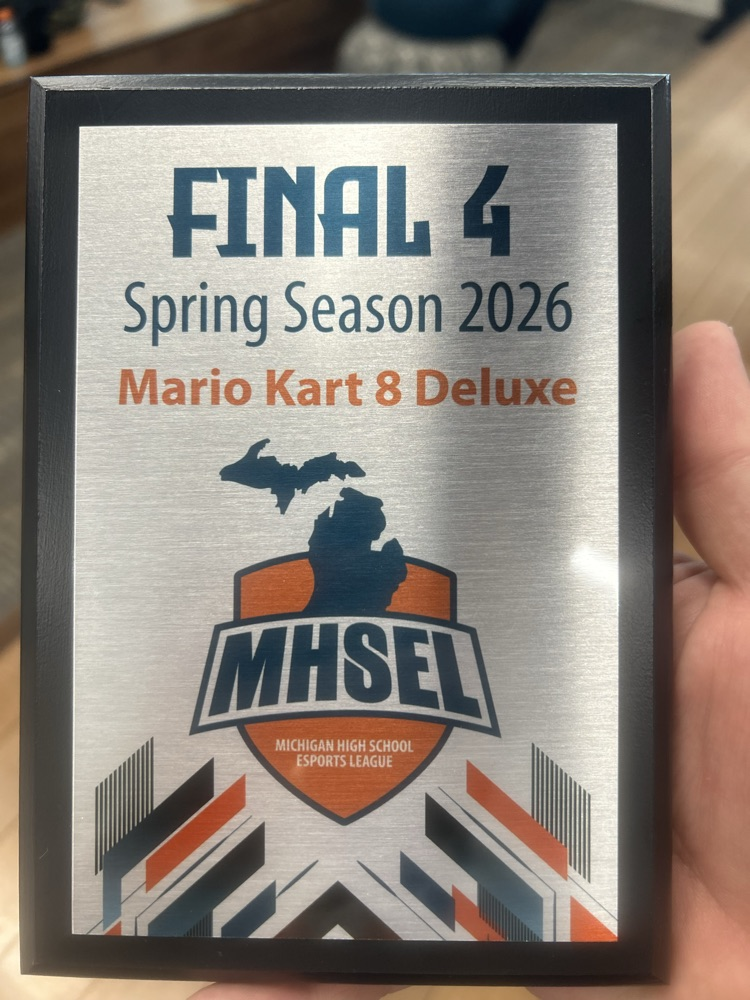 FINAL 4
Spring Season 2026
Mario Kart 8 Deluxe
MHSEL
MICHIGAN HIGH SCHOOL
ESPORTS LEAGUE